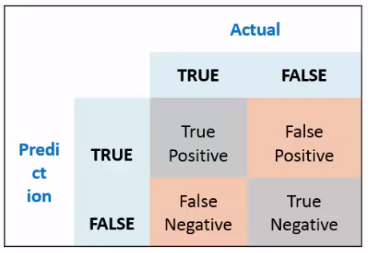 Actual
TRUE FALSE
Predi
ct
ion
TRUE
True
Positive
False
Positive
FALSE
False
Negative
True
Negative